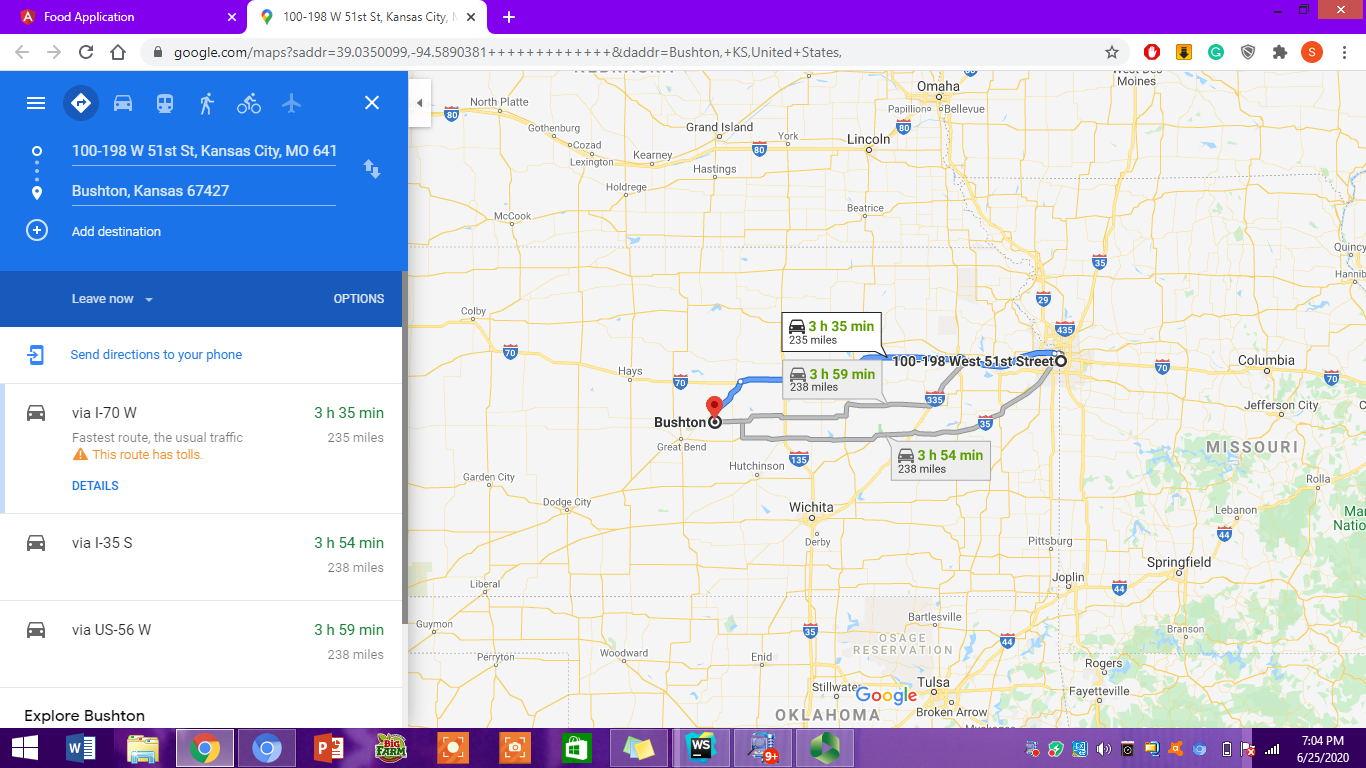 Food Application
100-198 W 51st St, Kansas City, M
google.com/maps?saddr=39.0350099,-94.5890381+++++++++++++&daddr=Bushton,+KS,United+States,
S
100-198 W 51st St, Kansas City, MO 641
Bushton, Kansas 67427
Add destination
Leave now
OPTIONS
Send directions to your phone
via I-70 W
3 h 35 min
Fastest route, the usual traffic
235 miles
This route has tolls.
DETAILS
via I-35 S
3 h 54 min
238 miles
via US-56 W
3 h 59 min
238 miles
Explore Bushton
NEBRASKA
West Des
Moines
Omaha
North Platte
80
Papillion
Bellevue
Grand Island
York
80
Gothenburg
Cozad
Lexington
Kearney
80
Lincoln
Hastings
Holdrege
Beatrice
McCook
Quincy
35
Hannib
29
Colby
3 h 35 min
235 miles
435
70
100-198 West 51st Street
Columbia
Hays
70
3 h 59 min
238 miles
70
70
335
Jefferson City
Bushton
35
Great Bend
MISSOURI
135
3 h 54 min
238 miles
Hutchinson
Garden City
Rolla
Dodge City
Wichita
Lebanon
Mar
Natio
44
Derby
Pittsburg
Springfield
Joplin
Liberal
44
Bartlesville
Guymon
35
OSAGE
RESERVATION
44
Branson
Enid
Woodward
Perryton
Rogers
Tulsa
Stillwater
Google
Fayetteville
OKLAHOMA
Broken Arrow
Muskogee
W
P
BIG
FARM
WS
9+
7:04 PM
6/25/2020